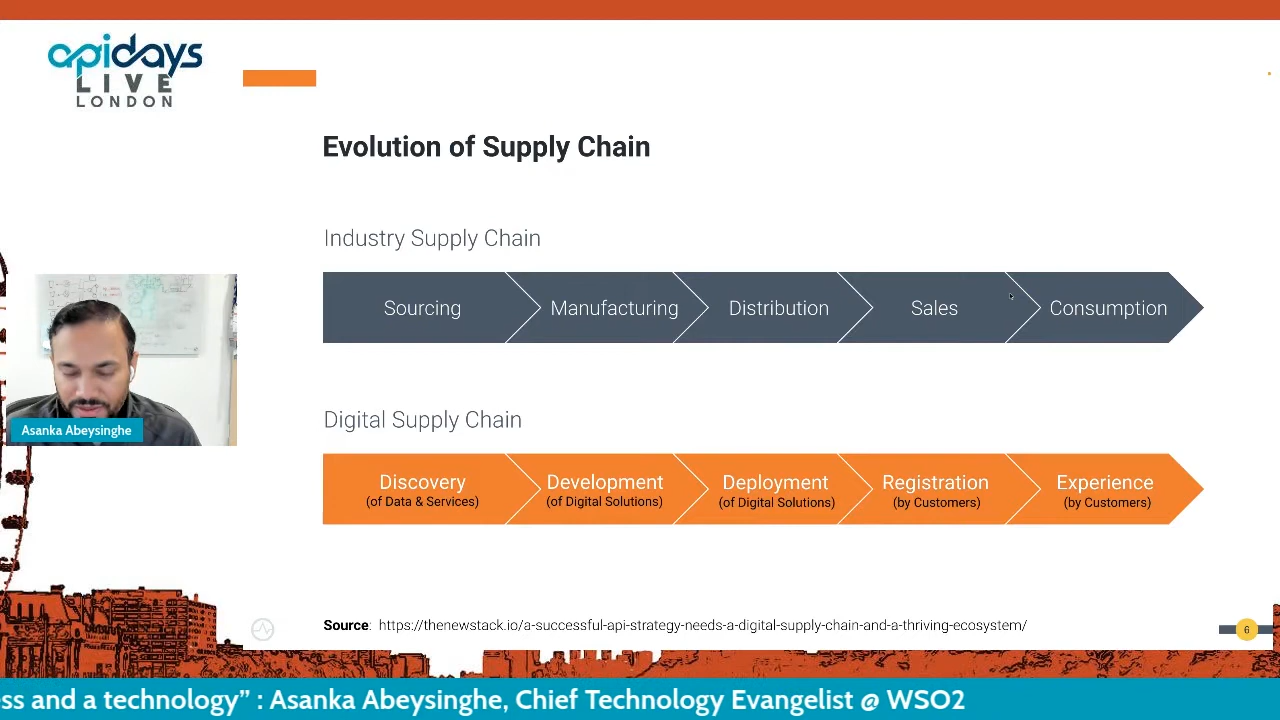 apidays
LIVE
LONDON
Evolution of Supply Chain
Industry Supply Chain
Sourcing
Manufacturing
Distribution
Sales
Consumption
Asanka Abeysinghe
Digital Supply Chain
Discovery
(of Data & Services)
Development
(of Digital Solutions)
Deployment
(of Digital Solutions)
Registration
(by Customers)
Experience
(by Customers)
Source: https://thenewstack.io/a-successful-api-strategy-needs-a-digital-supply-chain-and-a-thriving-ecosystem/
6
ss and a technology” : Asanka Abeysinghe, Chief Technology Evangelist @ WSO2